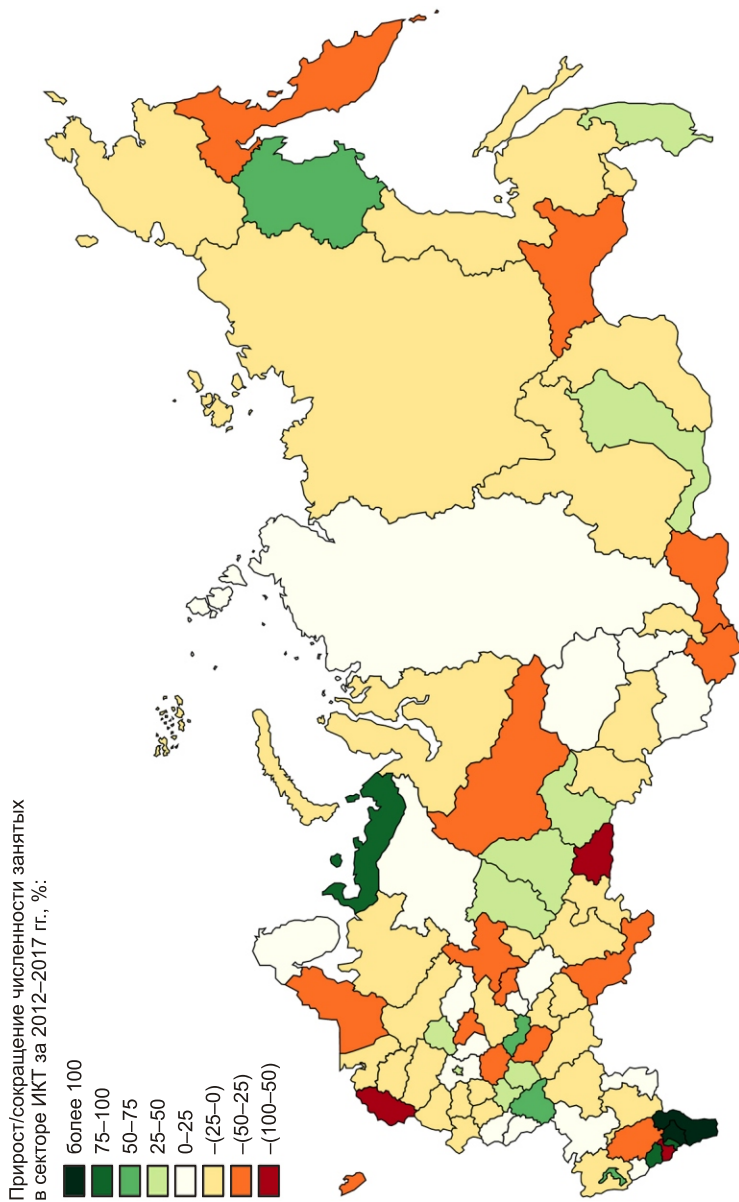 Прирост/сокращение численности занятых
в секторе ИКТ за 2012–2017 гг., %:
более 100
75–100
50–75
25–50
0–25
–(25–0)
–(50–25)
–(100–50)